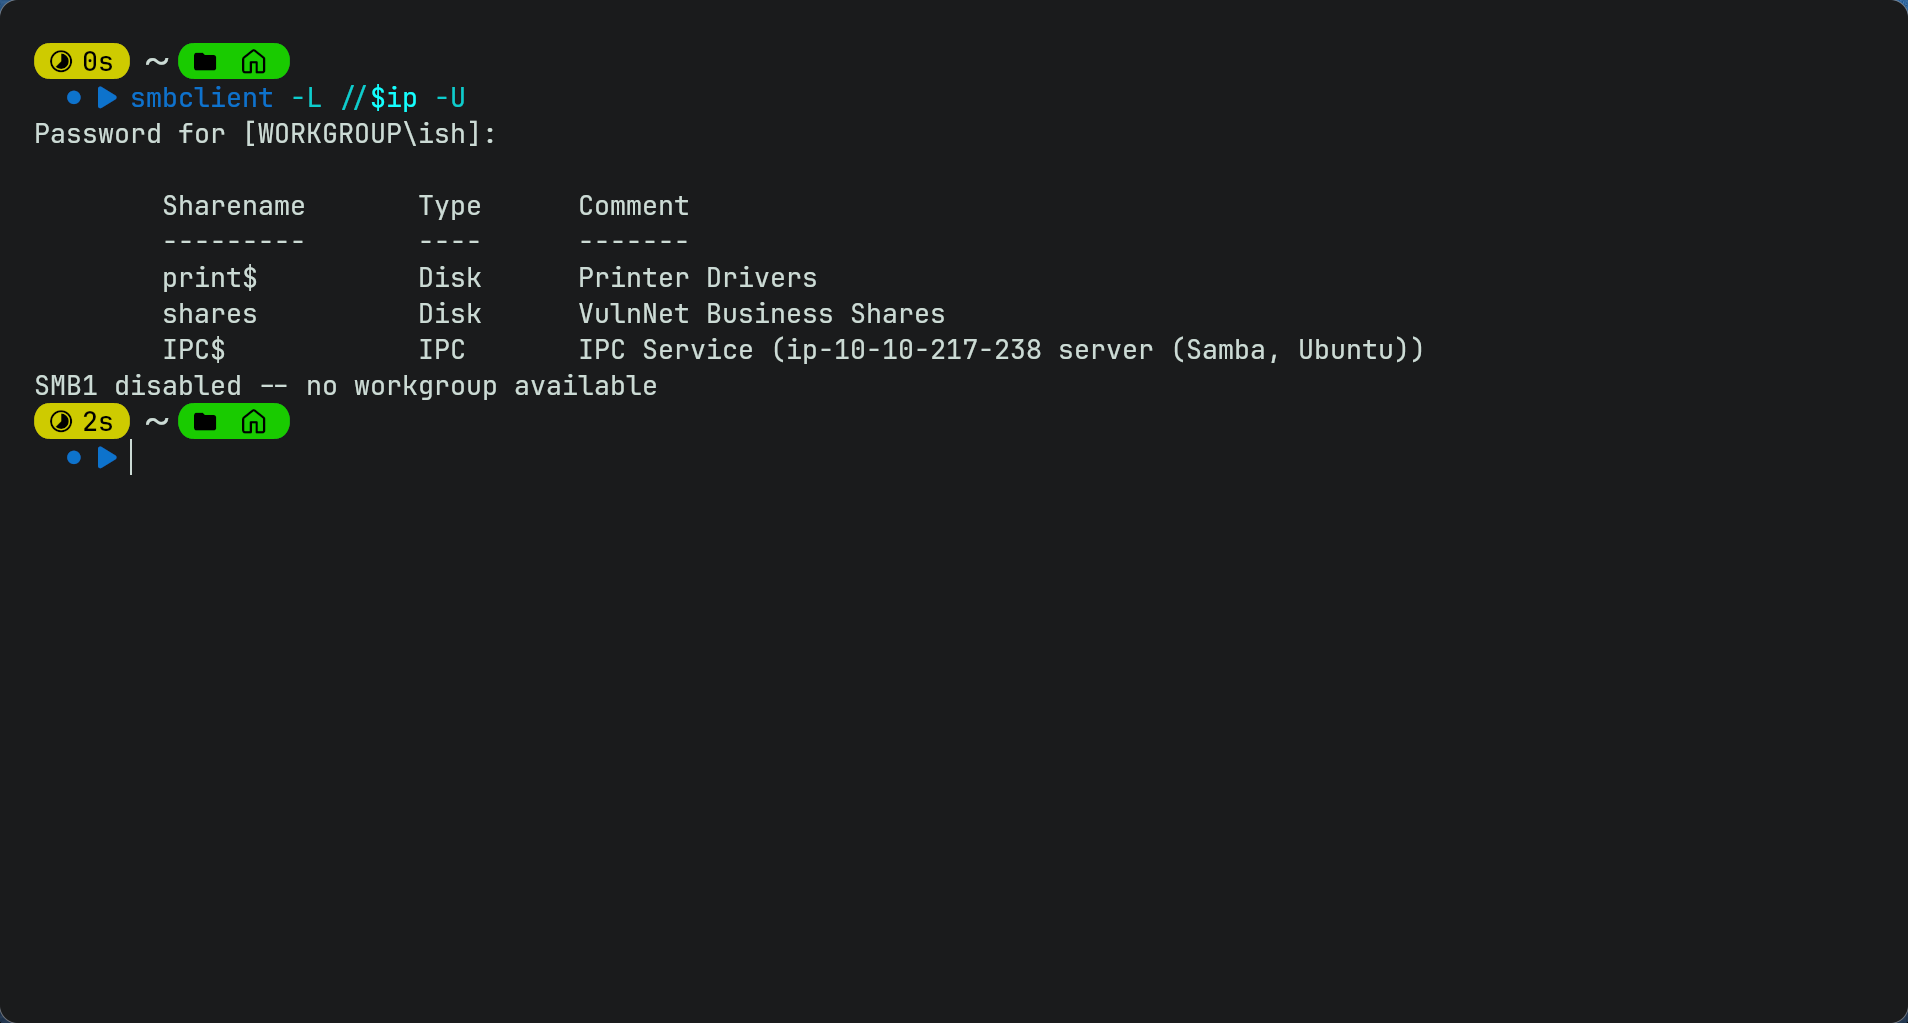 0s ~
smbclient -L //$ip -U
Password for [WORKGROUP\ish]:
Sharename Type Comment
--------- ---- -------
print$ Disk Printer Drivers
shares Disk VulnNet Business Shares
IPC$ IPC IPC Service (ip-10-10-217-238 server (Samba, Ubuntu))
SMB1 disabled -- no workgroup available
2s ~